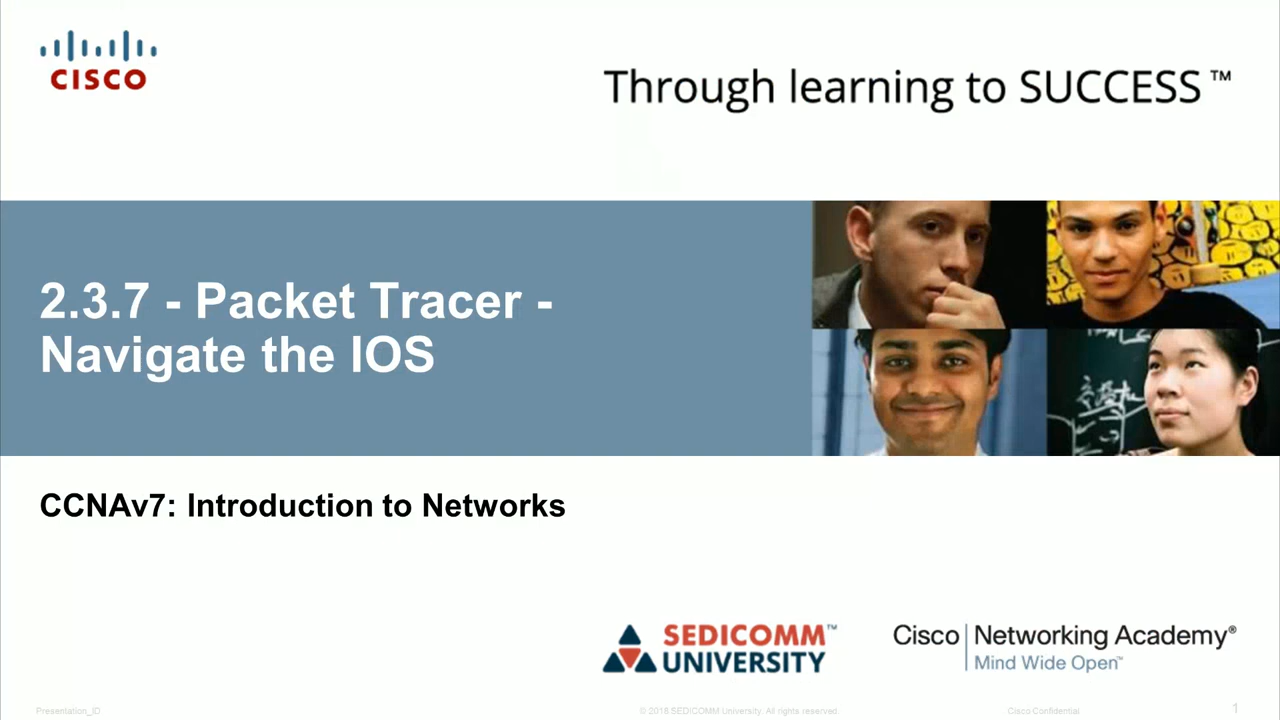 CISCO
Through learning to SUCCESS™
2.3.7 - Packet Tracer -
Navigate the IOS
CCNAv7: Introduction to Networks
SEDICOMM™
UNIVERSITY
Cisco Networking Academy®
Mind Wide Open™
Presentation_ID
© 2018 SEDICOMM University. All rights reserved.
Cisco Confidential
1